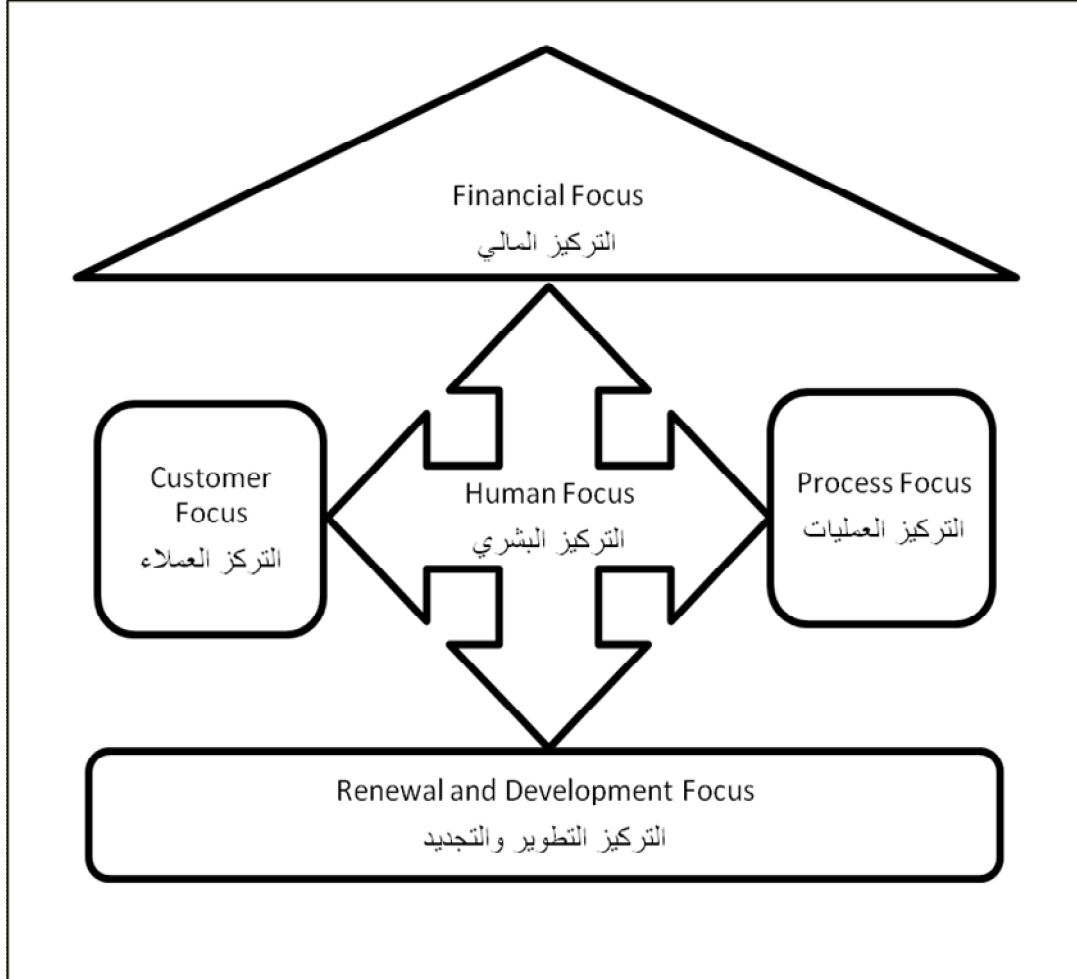 Financial Focus
التركيز المالي
Customer
Focus
التركز العملاء
Human Focus
التركيز البشري
Process Focus
التركيز العمليات
Renewal and Development Focus
التركيز التطوير والتجديد